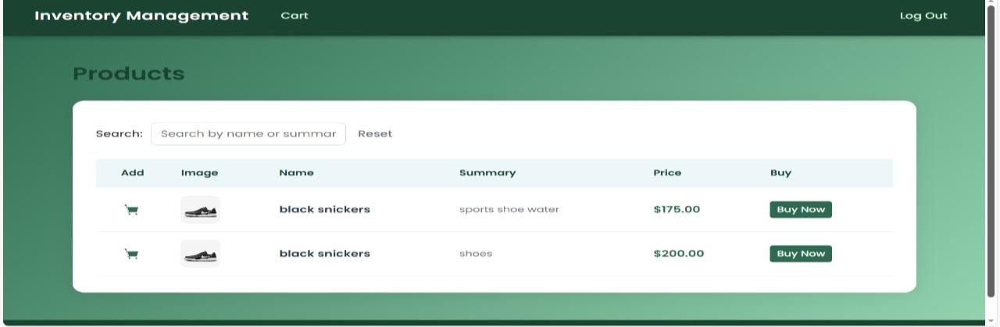 Inventory Management Cart Log Out
Products
Search: Search by name or summar Reset
Add Image Name Summary Price Buy
black snickers sports shoe water $175.00 Buy Now
black snickers shoes $200.00 Buy Now